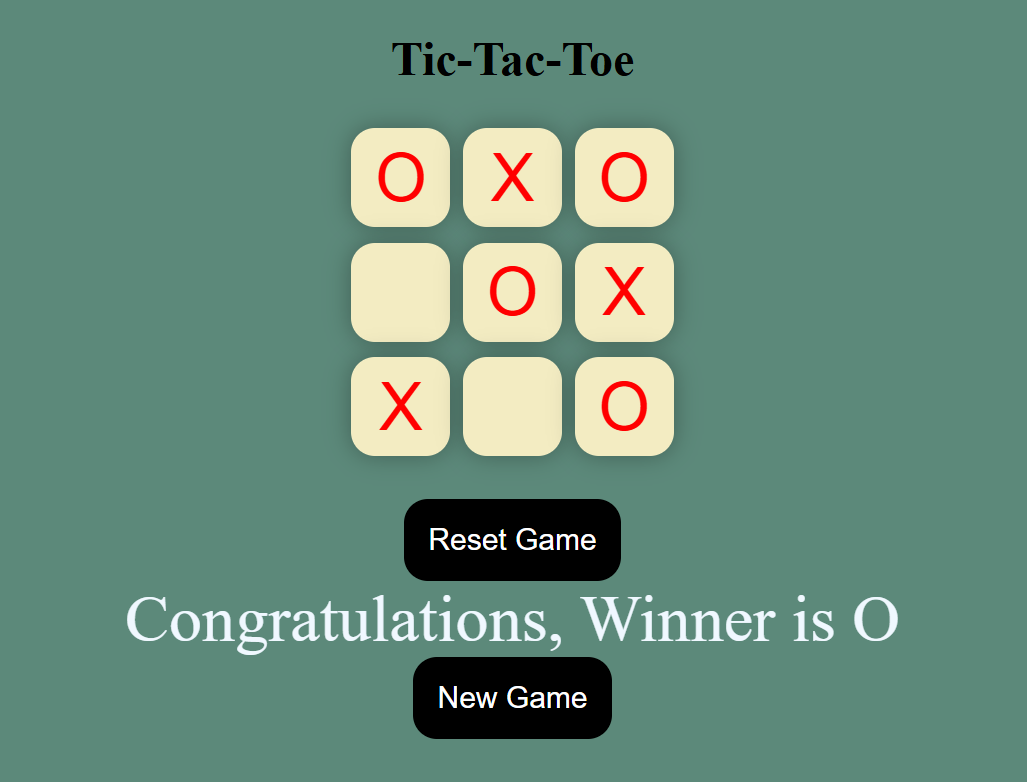 Tic-Tac-Toe
O X O
O X
X O
Reset Game
Congratulations, Winner is O
New Game